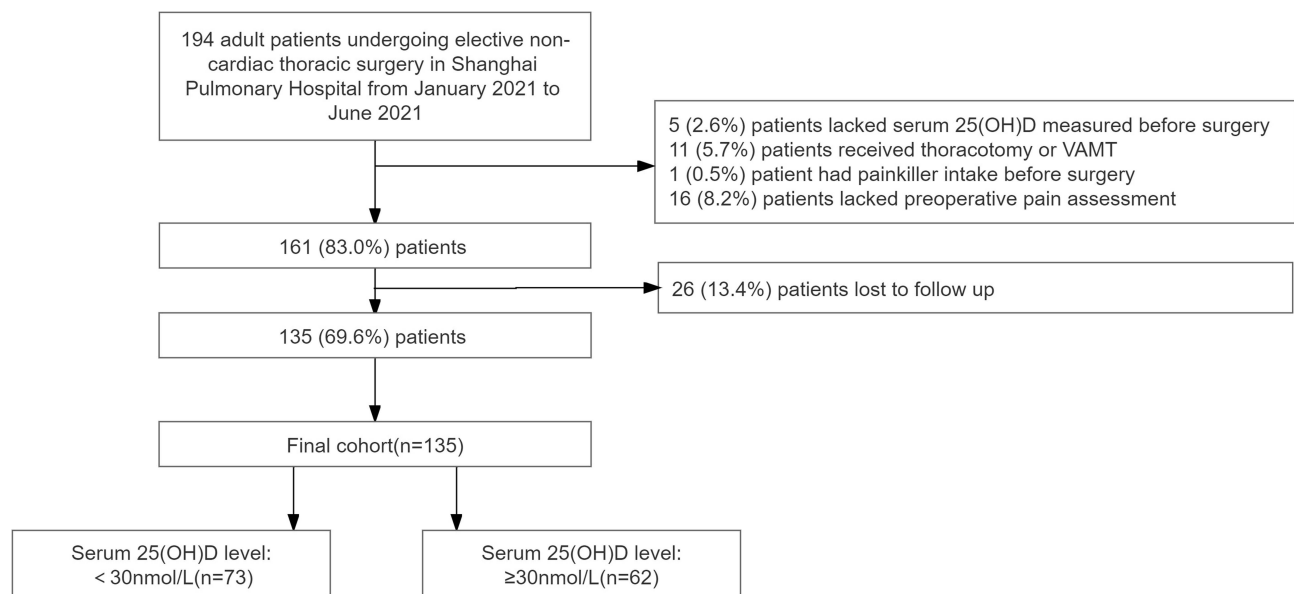 194 adult patients undergoing elective non-
cardiac thoracic surgery in Shanghai
Pulmonary Hospital from January 2021 to
June 2021
5 (2.6%) patients lacked serum 25(OH)D measured before surgery
11 (5.7%) patients received thoracotomy or VAMT
1 (0.5%) patient had painkiller intake before surgery
16 (8.2%) patients lacked preoperative pain assessment
161 (83.0%) patients
26 (13.4%) patients lost to follow up
135 (69.6%) patients
Final cohort(n=135)
Serum 25(OH)D level:
< 30nmol/L(n=73)
Serum 25(OH)D level:
≥30nmol/L(n=62)